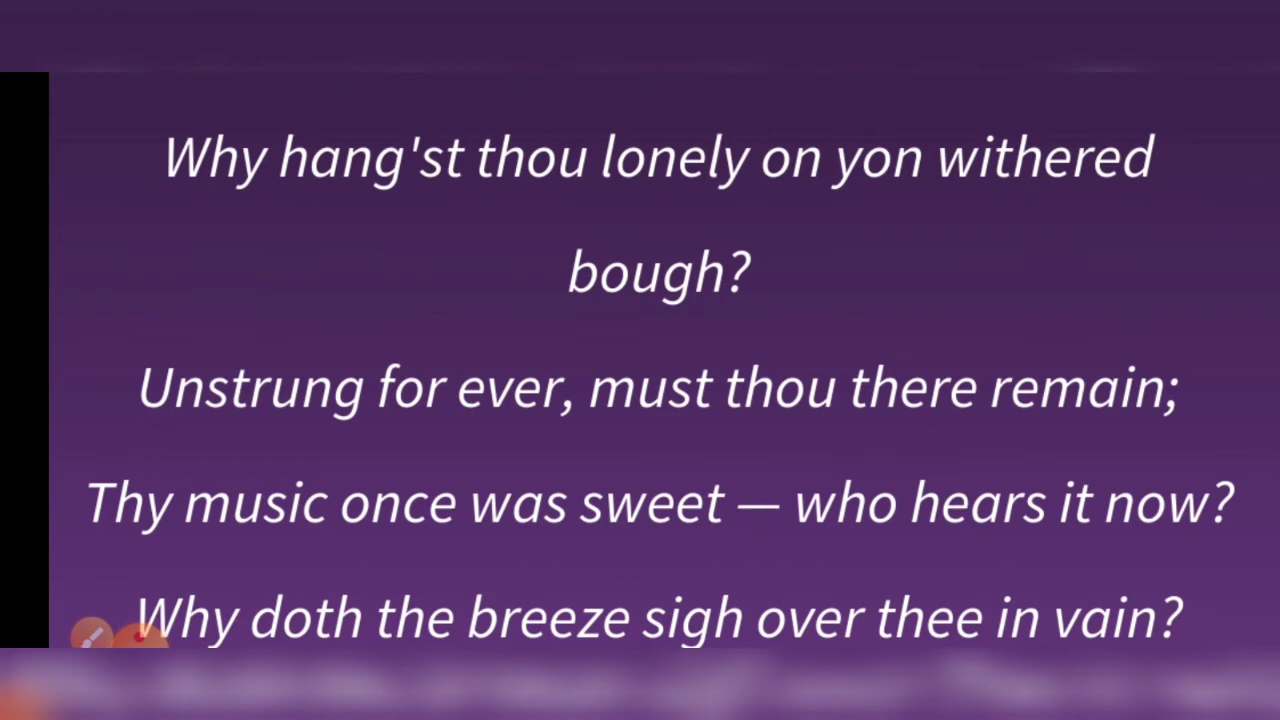 Why hang'st thou lonely on yon withered
bough?
Unstrung for ever, must thou there remain;
Thy music once was sweet — who hears it now?
Why doth the breeze sigh over thee in vain?